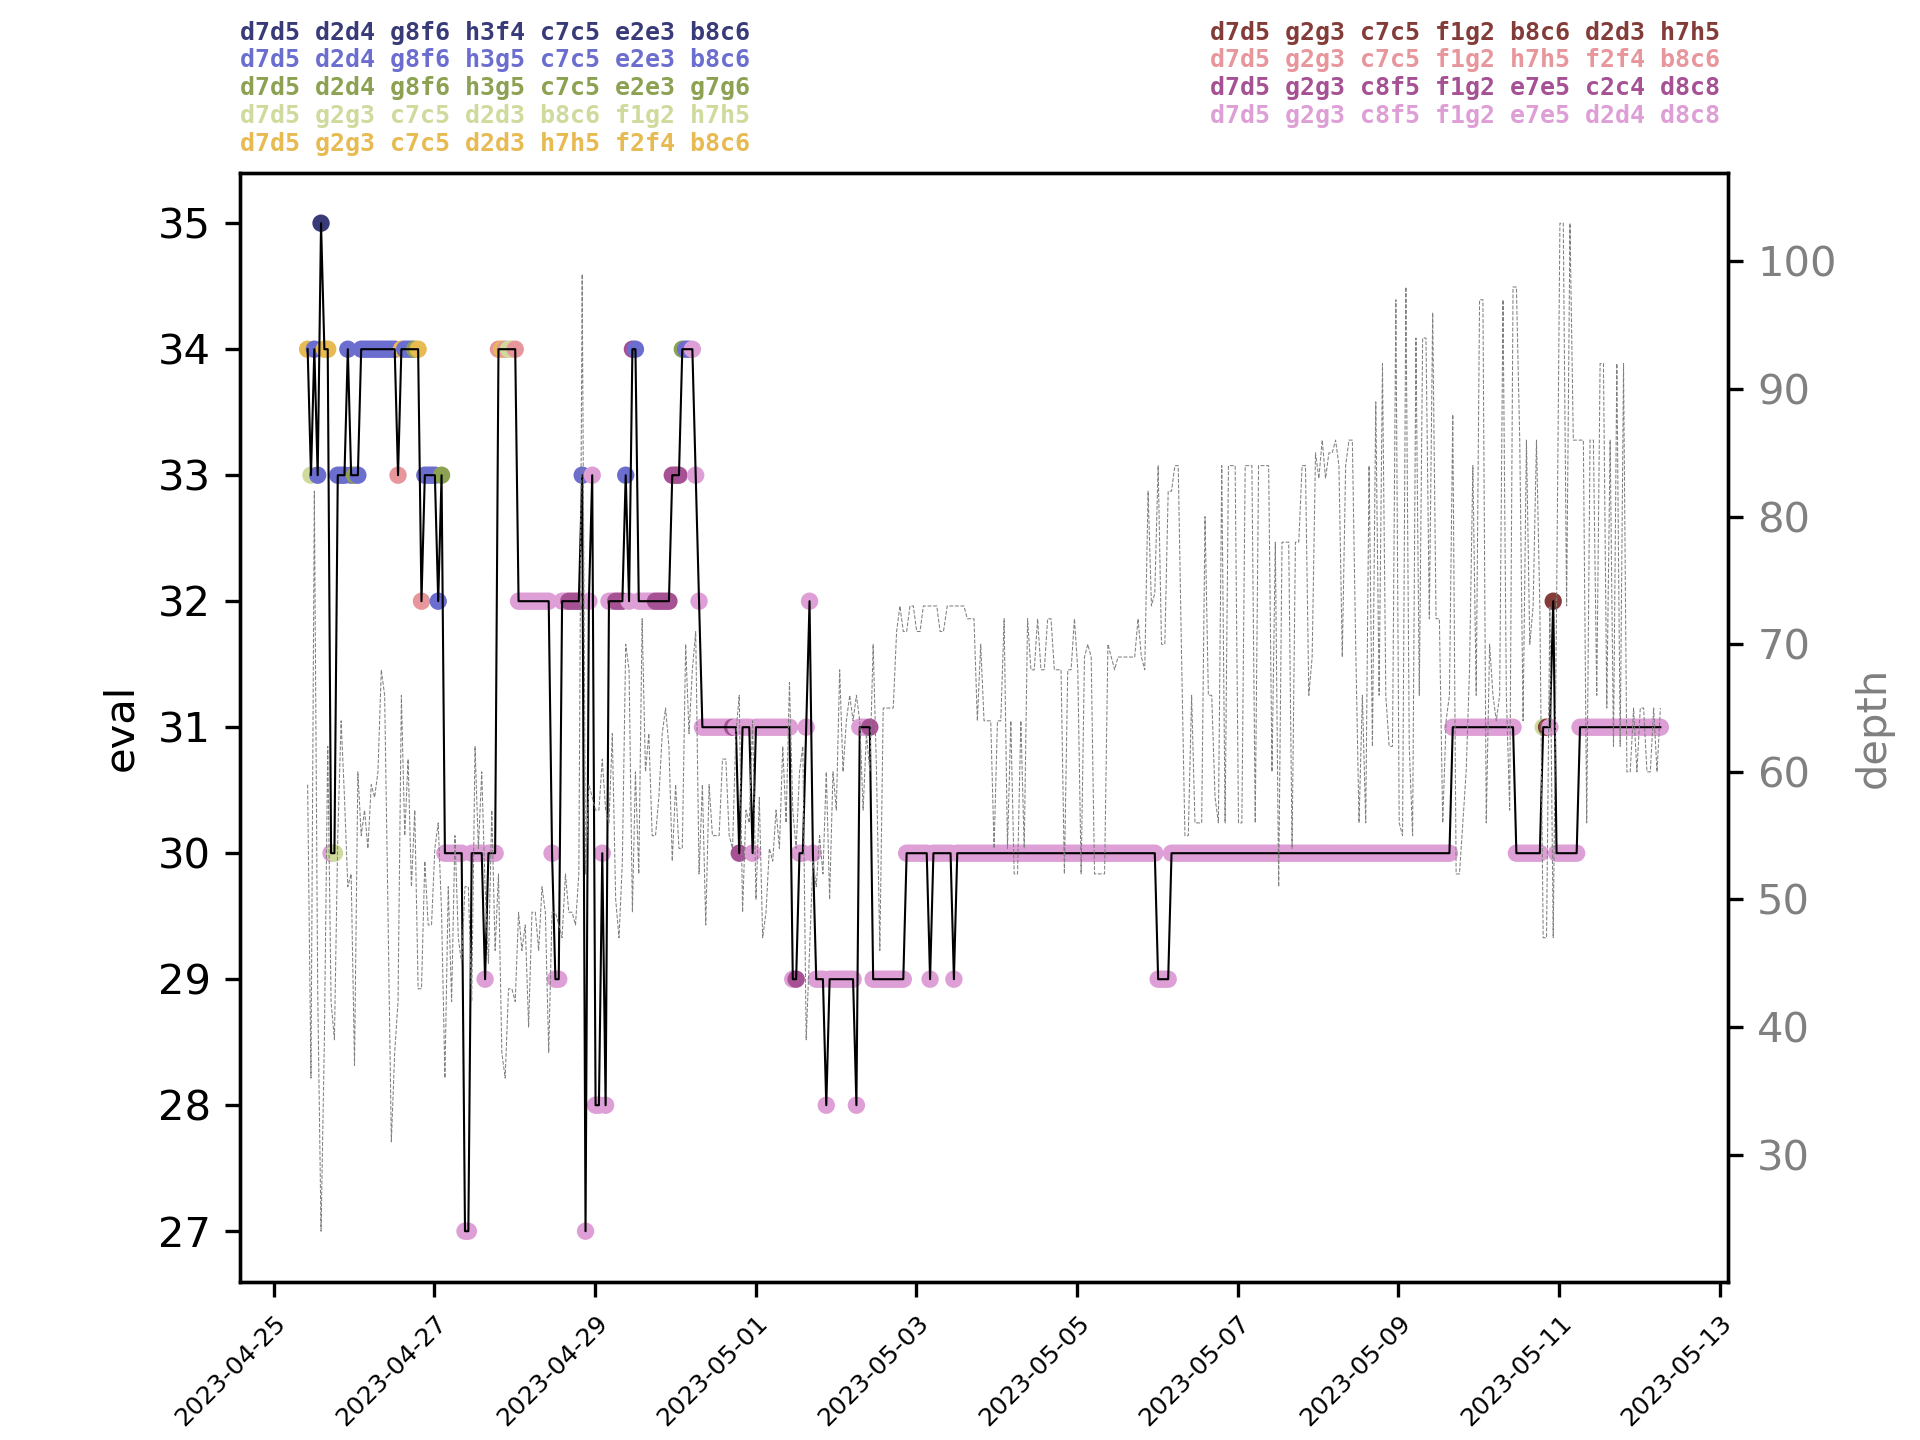 d7d5 d2d4 g8f6 h3f4 c7c5 e2e3 b8c6
d7d5 d2d4 g8f6 h3g5 c7c5 e2e3 b8c6
d7d5 d2d4 g8f6 h3g5 c7c5 e2e3 g7g6
d7d5 g2g3 c7c5 d2d3 b8c6 f1g2 h7h5
d7d5 g2g3 c7c5 d2d3 h7h5 f2f4 b8c6
d7d5 g2g3 c7c5 f1g2 b8c6 d2d3 h7h5
d7d5 g2g3 c7c5 f1g2 h7h5 f2f4 b8c6
d7d5 g2g3 c8f5 f1g2 e7e5 c2c4 d8c8
d7d5 g2g3 c8f5 f1g2 e7e5 d2d4 d8c8
eval
35
34
33
32
31
30
29
28
27
100
90
80
70
60
50
40
30
depth
2023-04-25
2023-04-27
2023-04-29
2023-05-01
2023-05-03
2023-05-05
2023-05-07
2023-05-09
2023-05-11
2023-05-13